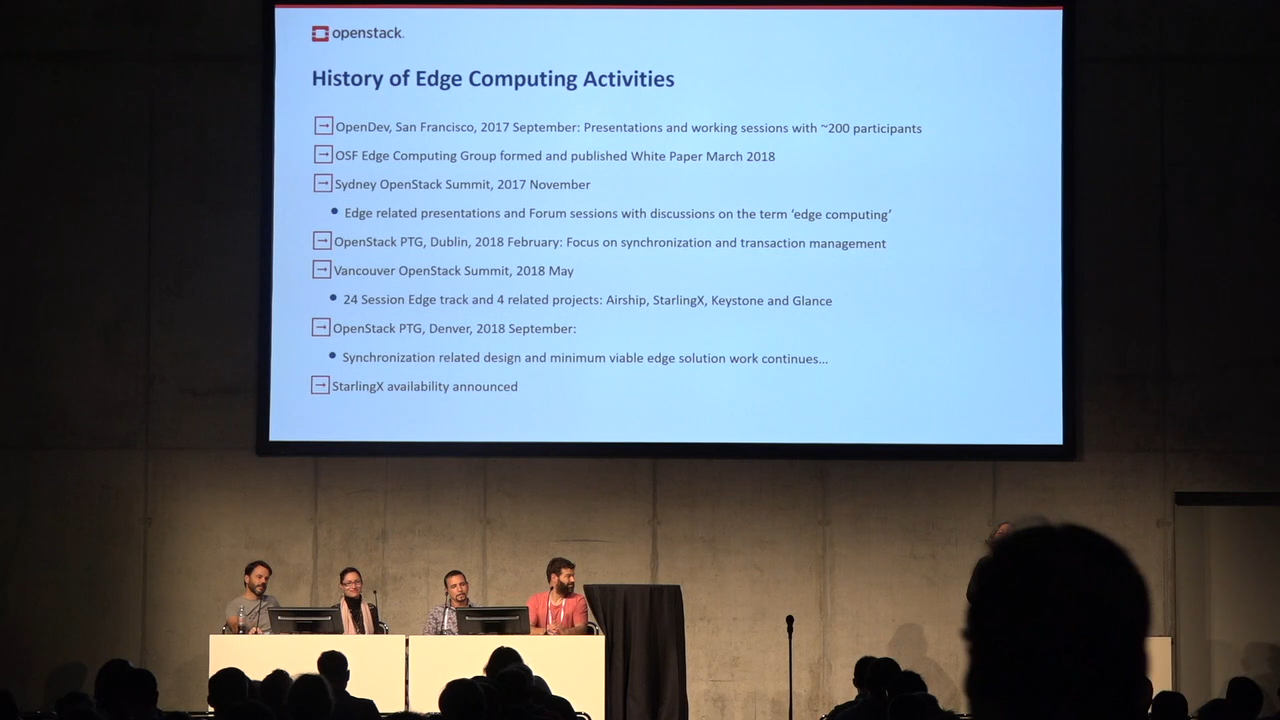 openstack.
History of Edge Computing Activities
OpenDev, San Francisco, 2017 September: Presentations and working sessions with ~200 participants
OSF Edge Computing Group formed and published White Paper March 2018
Sydney OpenStack Summit, 2017 November
Edge related presentations and Forum sessions with discussions on the term ‘edge computing’
OpenStack PTG, Dublin, 2018 February: Focus on synchronization and transaction management
Vancouver OpenStack Summit, 2018 May
24 Session Edge track and 4 related projects: Airship, StarlingX, Keystone and Glance
OpenStack PTG, Denver, 2018 September:
Synchronization related design and minimum viable edge solution work continues...
StarlingX availability announced